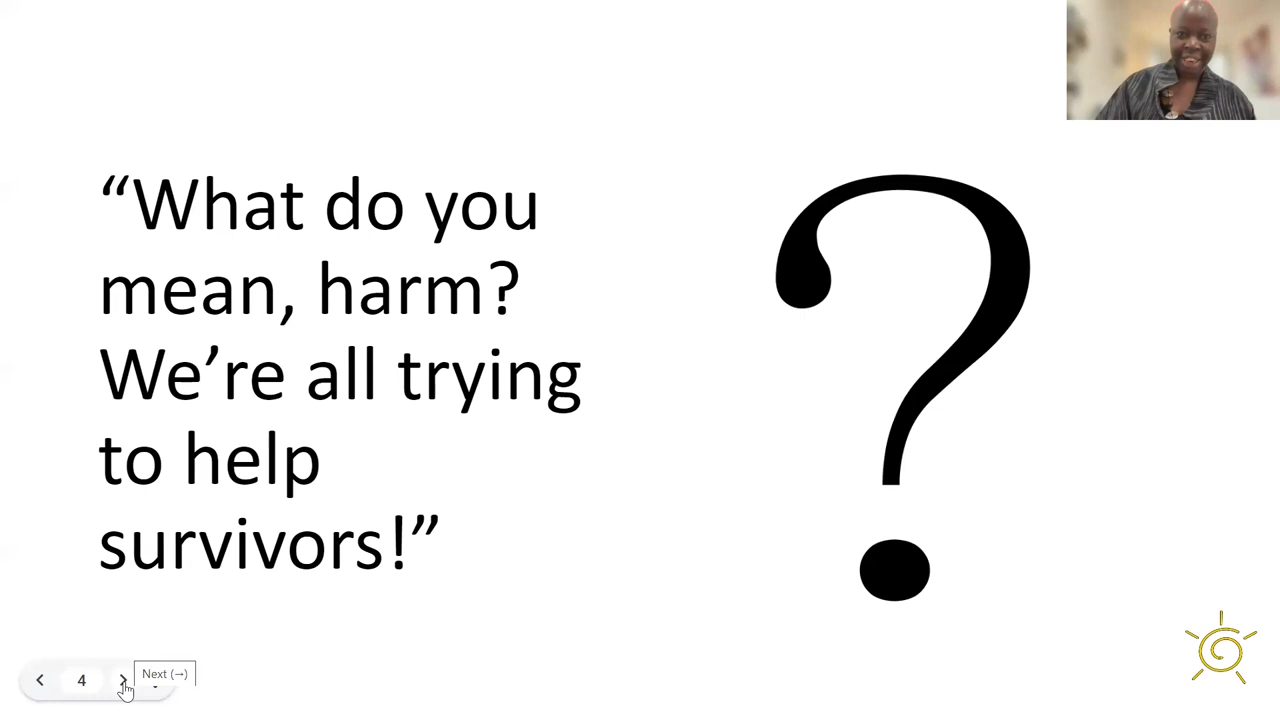 “What do you
mean, harm?
We’re all trying
to help
survivors!”
?
4
Next (→)